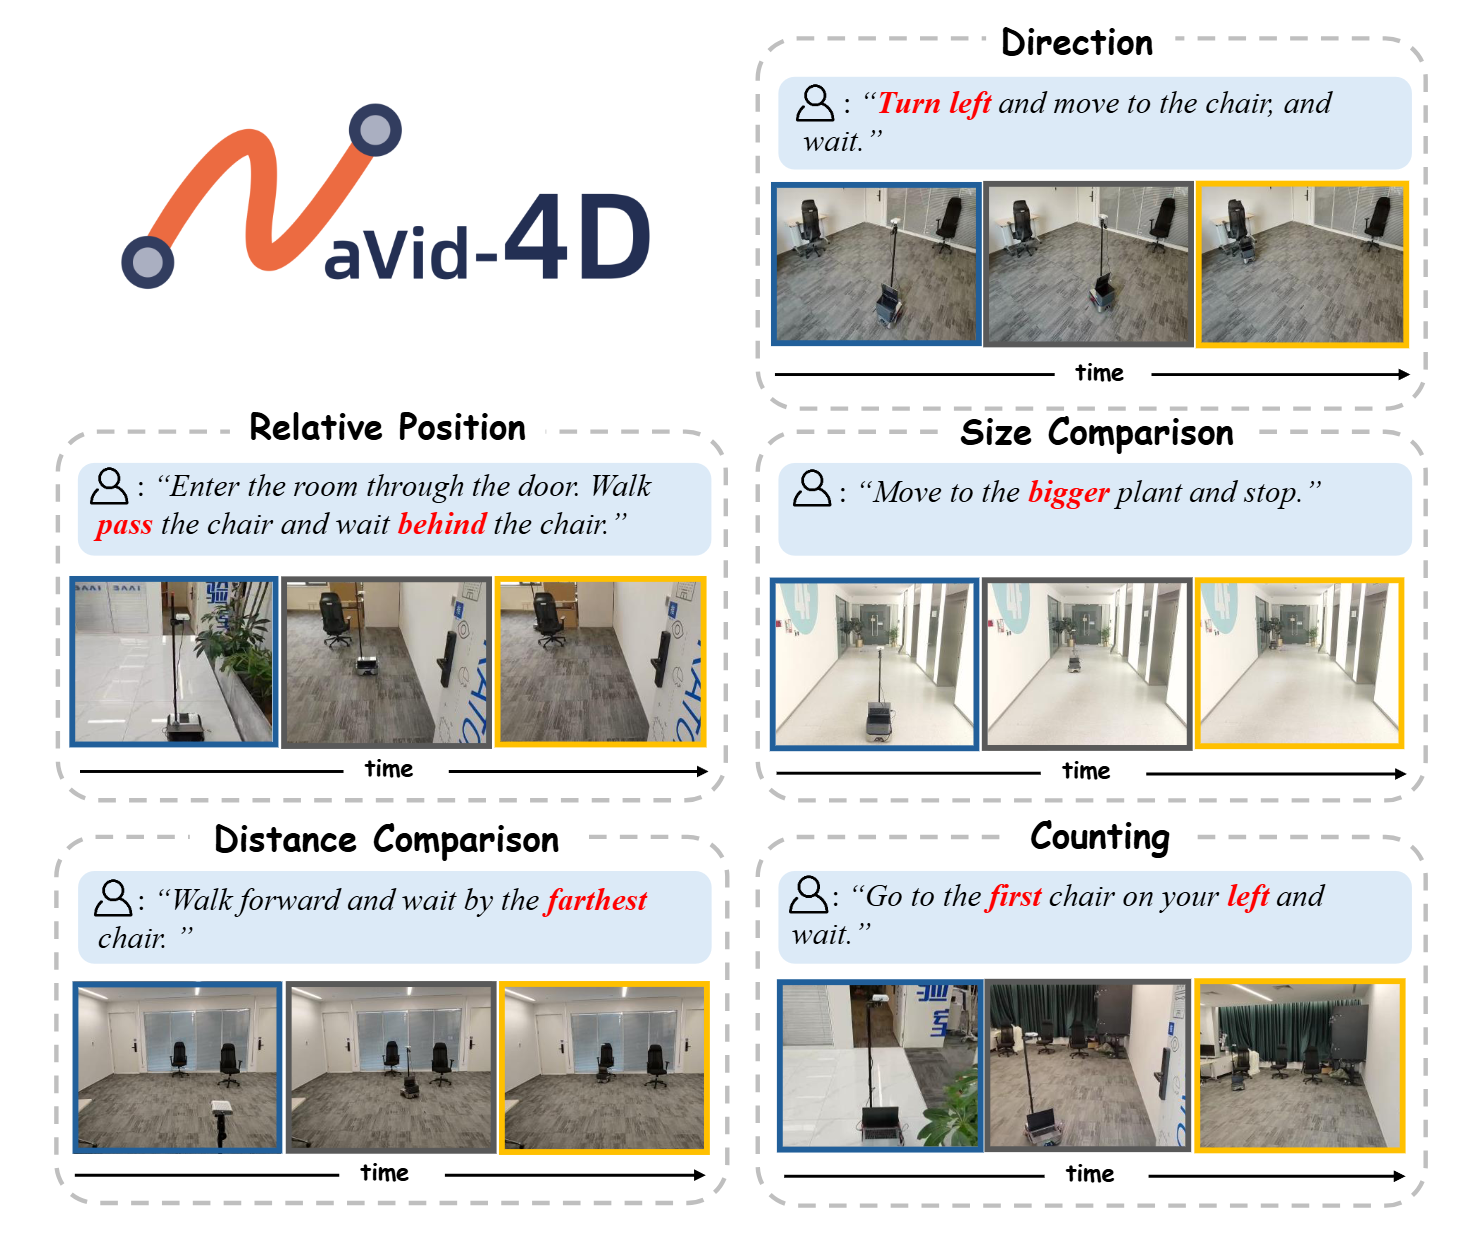 NaVid-4D
Direction
: “Turn left and move to the chair, and
wait.”
time
Relative Position
: “Enter the room through the door. Walk
pass the chair and wait behind the chair.”
time
Size Comparison
: “Move to the bigger plant and stop.”
4F
time
Distance Comparison
: “Walk forward and wait by the farthest
chair. ”
time
Counting
: “Go to the first chair on your left and
wait.”
验
室
time